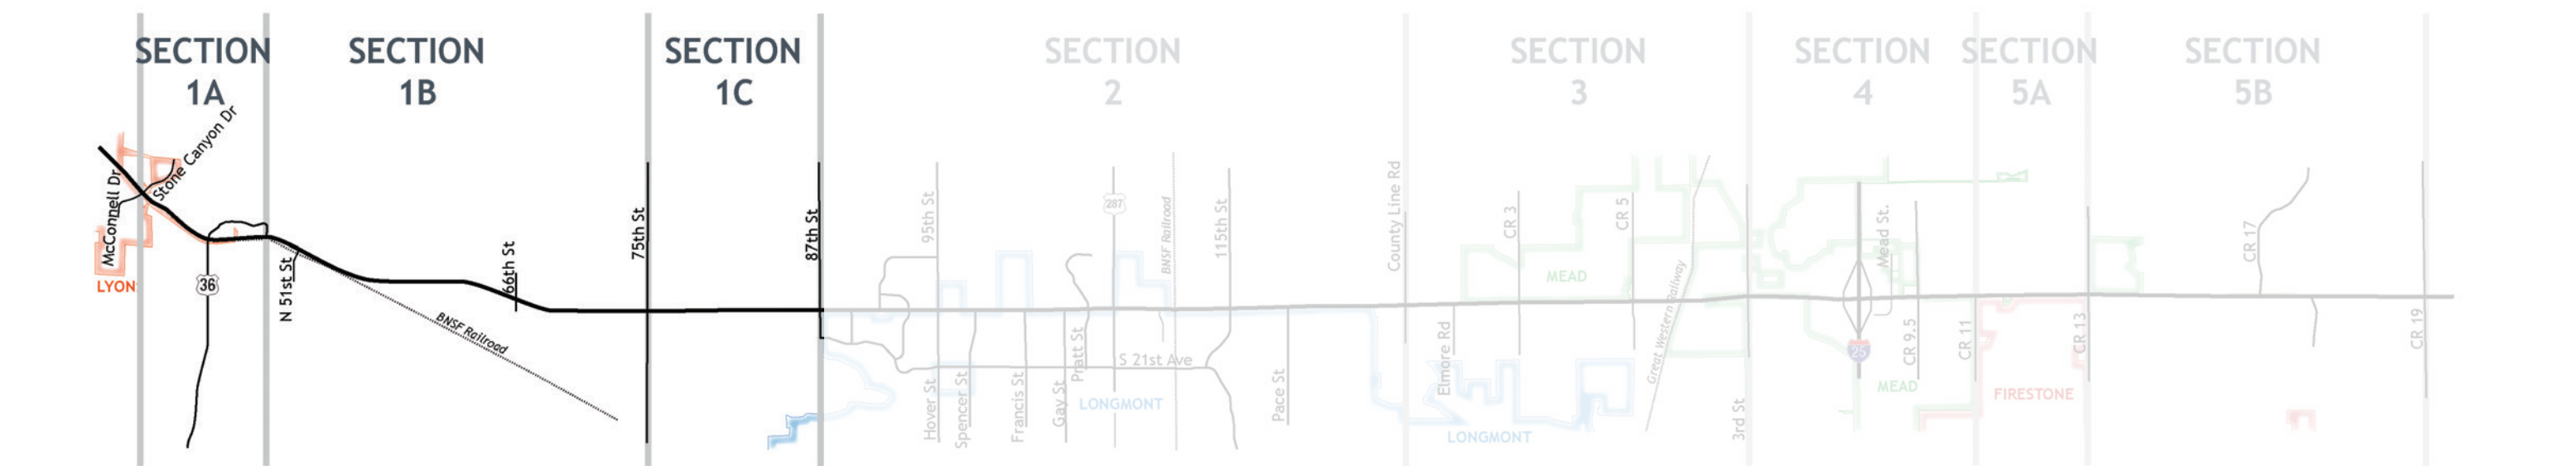 SECTION
1A
SECTION
1B
SECTION
1C
SECTION
2
SECTION
3
SECTION
4
SECTION
5A
SECTION
5B
McConnell Dr
Stone Canyon Dr
LYON
36
N 51st St
BNSF Railroad
66th St
75th St
87th St
95th St
Hover St
Spencer St
Francis St
Gay St
Pratt St
287
BNSF Railroad
115th St
S 21st Ave
LONGMONT
Pace St
County Line Rd
Elmore Rd
LONGMONT
CR 3
MEAD
CR 5
Great Western Railway
3rd St
25
Mead St.
MEAD
CR 9.5
CR 11
FIRESTONE
CR 13
CR 17
CR 19